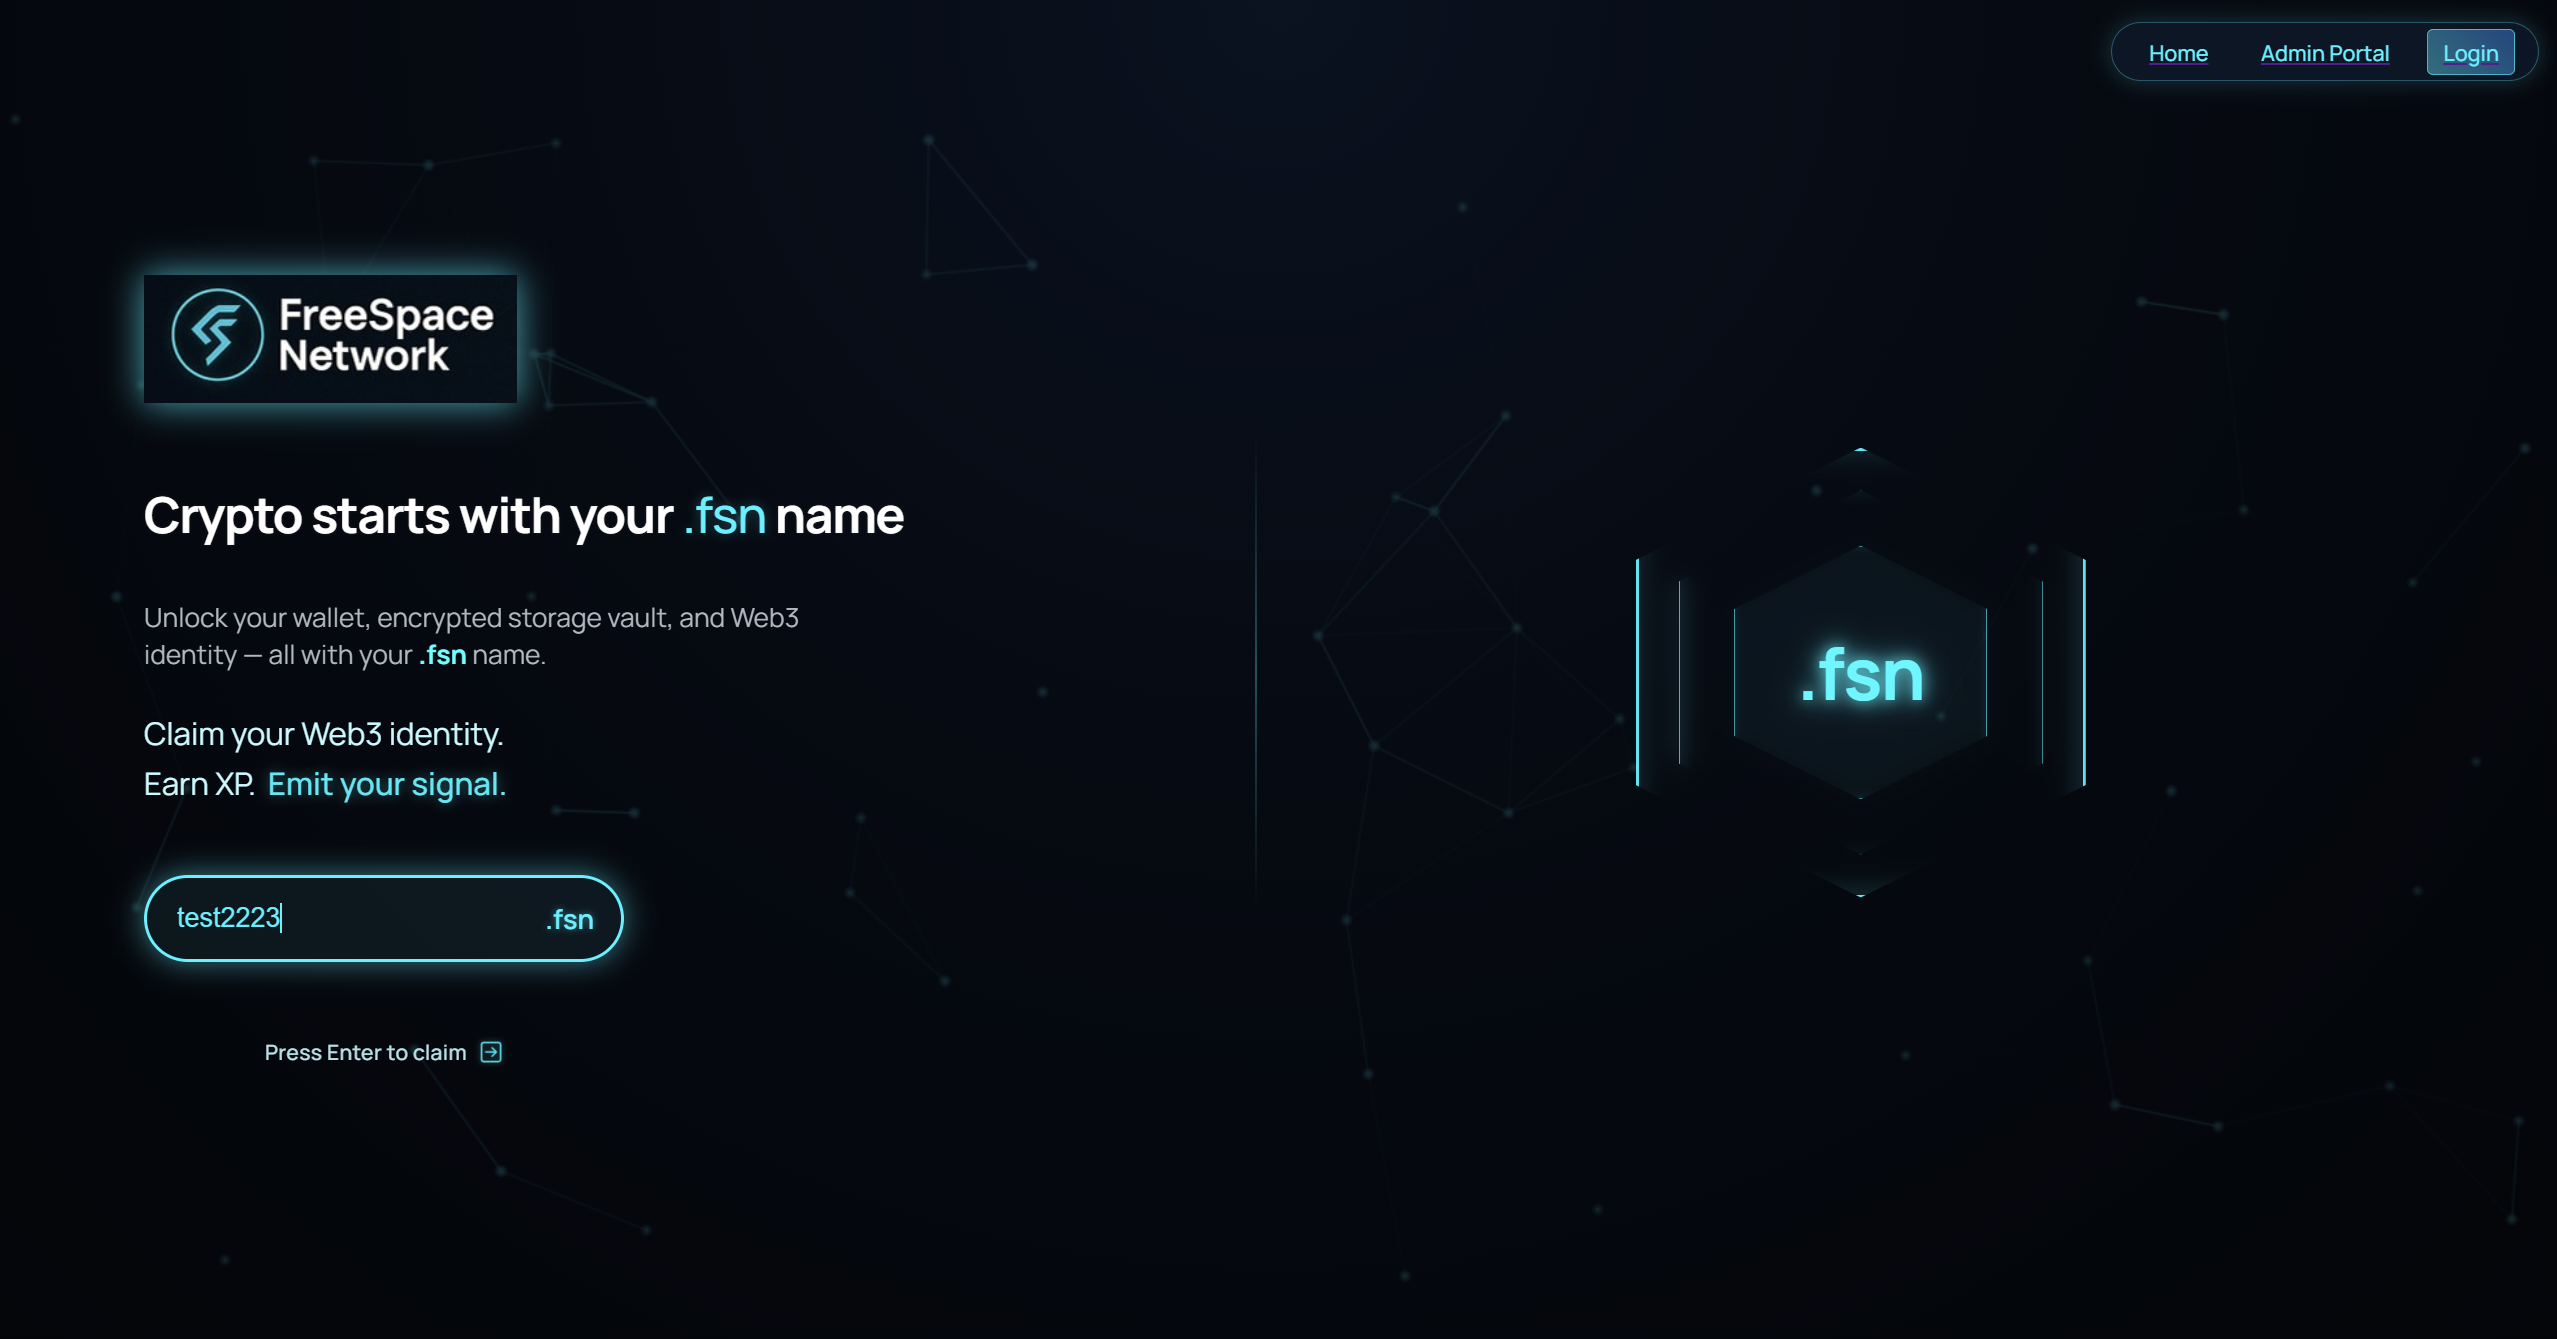 Home Admin Portal Login
FreeSpace
Network
Crypto starts with your .fsn name
Unlock your wallet, encrypted storage vault, and Web3
identity — all with your .fsn name.
Claim your Web3 identity.
Earn XP. Emit your signal.
test2223 .fsn
Press Enter to claim
.fsn